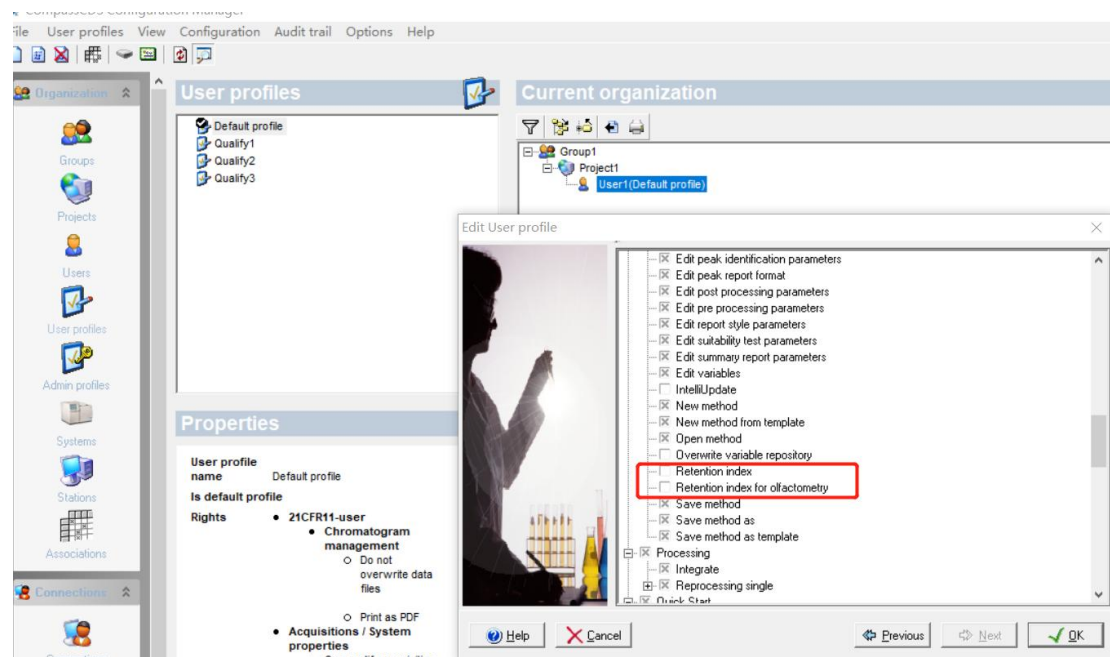 CompassCDS Configuration Manager
File User profiles View Configuration Audit trail Options Help
Organization
Groups
Projects
Users
User profiles
Admin profiles
Systems
Stations
Associations
Connections
User profiles
Default profile
Qualify1
Qualify2
Qualify3
Properties
User profile
name Default profile
Is default profile
Rights • 21CFR11-user
• Chromatogram
management
○ Do not
overwrite data
files
○ Print as PDF
• Acquisitions / System
properties
Current organization
Group1
Project1
User1(Default profile)
Edit User profile
Edit peak identification parameters
Edit peak report format
Edit post processing parameters
Edit pre processing parameters
Edit report style parameters
Edit suitability test parameters
Edit summary report parameters
Edit variables
IntelliUpdate
New method
New method from template
Open method
Overwrite variable repository
Retention index
Retention index for olfactometry
Save method
Save method as
Save method as template
Processing
Integrate
Reprocessing single
Quick Start
Help Cancel Previous Next OK